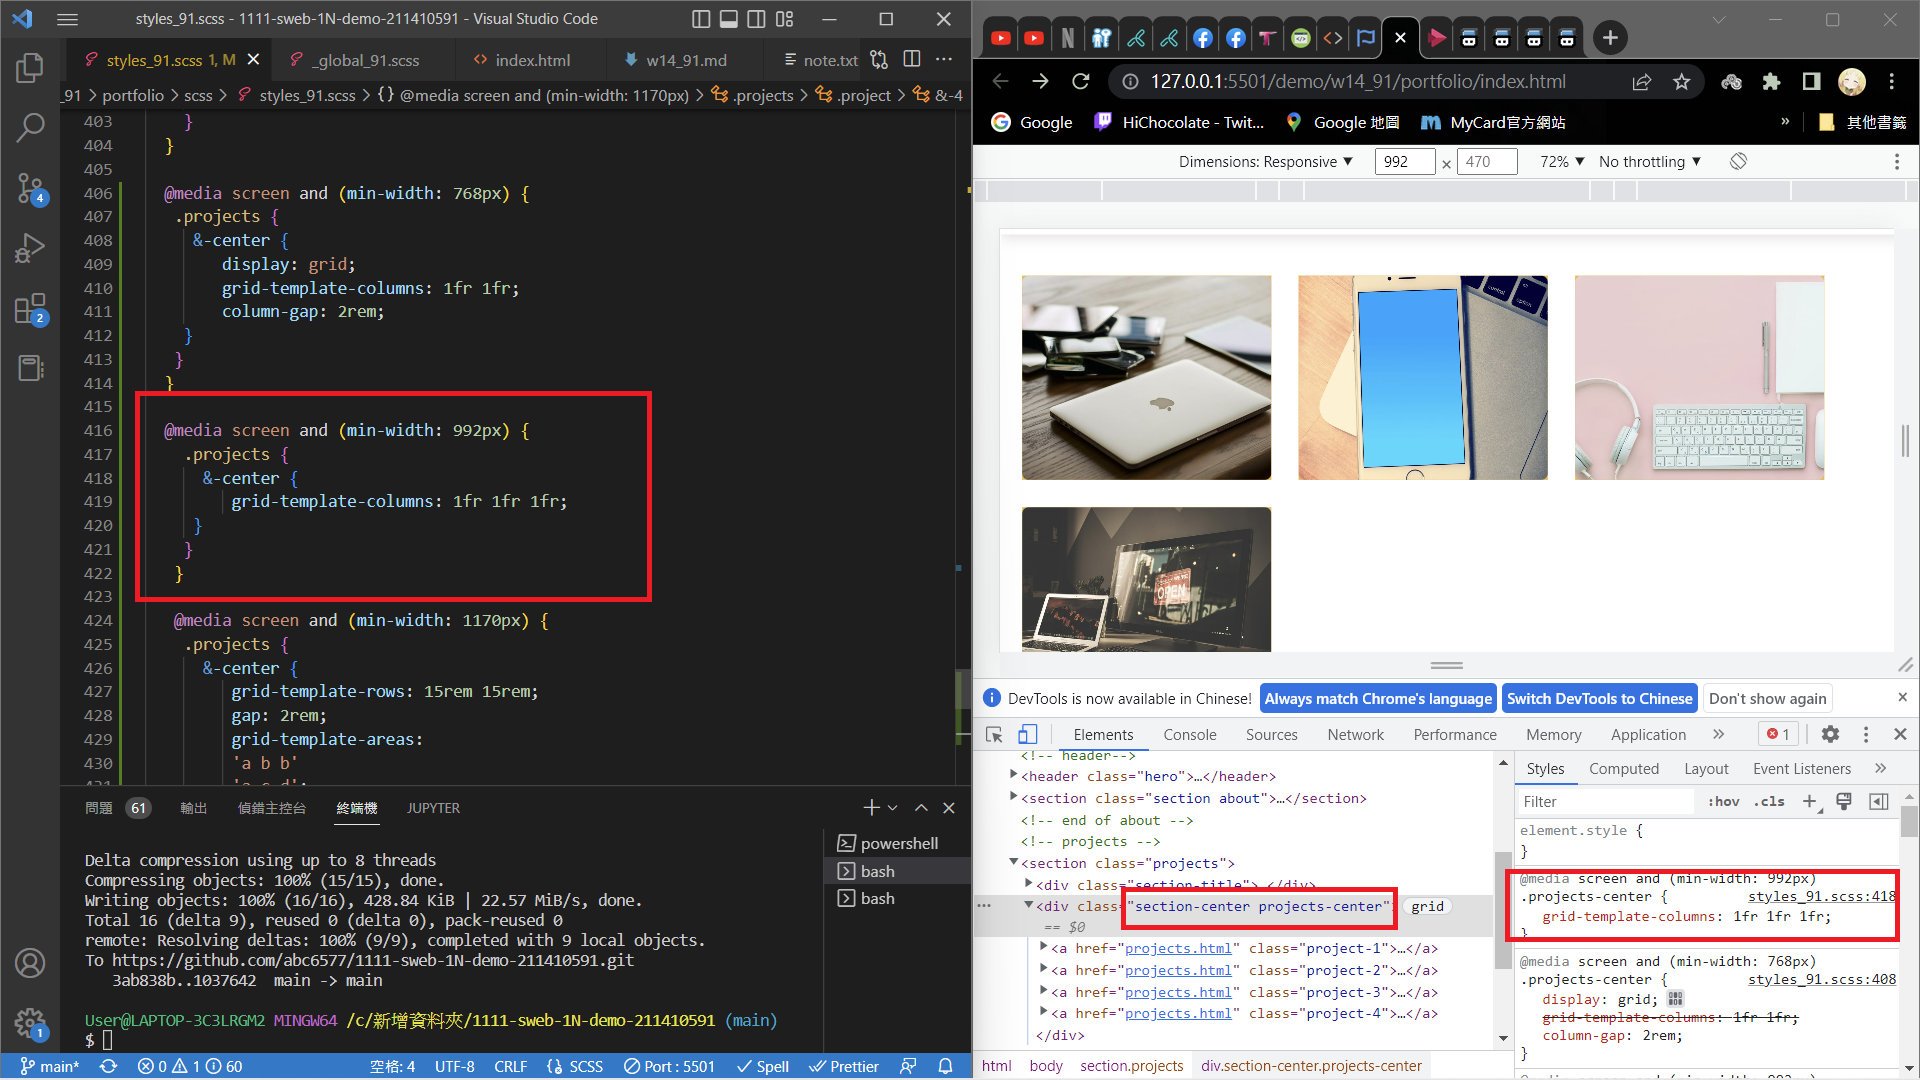 styles_91.scss - 1111-sweb-1N-demo-211410591 - Visual Studio Code
styles_91.scss 1, M
_global_91.scss
index.html
w14_91.md
note.txt
_91 > portfolio > scss > styles_91.scss > {} @media screen and (min-width: 1170px) > .projects > .project > &-4
403 }
404 }
405
406 @media screen and (min-width: 768px) {
407 .projects {
408 &-center {
409 display: grid;
410 grid-template-columns: 1fr 1fr;
411 column-gap: 2rem;
412 }
413 }
414 }
415
416 @media screen and (min-width: 992px) {
417 .projects {
418 &-center {
419 grid-template-columns: 1fr 1fr 1fr;
420 }
421 }
422 }
423
424 @media screen and (min-width: 1170px) {
425 .projects {
426 &-center {
427 grid-template-rows: 15rem 15rem;
428 gap: 2rem;
429 grid-template-areas:
430 'a b b'
431 'a c d';
4
2
1
問題 61 輸出 偵錯主控台 終端機 JUPYTER
powershell
bash
bash
Delta compression using up to 8 threads
Compressing objects: 100% (15/15), done.
Writing objects: 100% (16/16), 428.84 KiB | 22.57 MiB/s, done.
Total 16 (delta 9), reused 0 (delta 0), pack-reused 0
remote: Resolving deltas: 100% (9/9), completed with 9 local objects.
To https://github.com/abc6577/1111-sweb-1N-demo-211410591.git
3ab838b..1037642 main -> main
User@LAPTOP-3C3LRGM2 MINGW64 /c/新增資料夾/1111-sweb-1N-demo-211410591 (main)
$
main* 0 1 60 空格: 4 UTF-8 CRLF {} SCSS Port : 5501 Spell Prettier
127.0.0.1:5501/demo/w14_91/portfolio/index.html
Google HiChocolate - Twit... Google 地圖 MyCard官方網站 » 其他書籤
Dimensions: Responsive ▼ 992 × 470 72% ▼ No throttling ▼
OPEN
DevTools is now available in Chinese! Always match Chrome's language Switch DevTools to Chinese Don't show again
Elements Console Sources Network Performance Memory Application » 1
<!-- header-->
<header class="hero">…</header>
<section class="section about">…</section>
<!-- end of about -->
<!-- projects -->
<section class="projects">
<div class="section-title">…</div>
<div class="section-center projects-center"> grid
== $0
<a href="projects.html" class="project-1">…</a>
<a href="projects.html" class="project-2">…</a>
<a href="projects.html" class="project-3">…</a>
<a href="projects.html" class="project-4">…</a>
</div>
html body section.projects div.section-center.projects-center
Styles Computed Layout Event Listeners »
Filter :hov .cls +
element.style {
}
@media screen and (min-width: 992px)
.projects-center { styles_91.scss:418
grid-template-columns: 1fr 1fr 1fr;
}
@media screen and (min-width: 768px)
.projects-center { styles_91.scss:408
display: grid;
grid-template-columns: 1fr 1fr;
column-gap: 2rem;
}